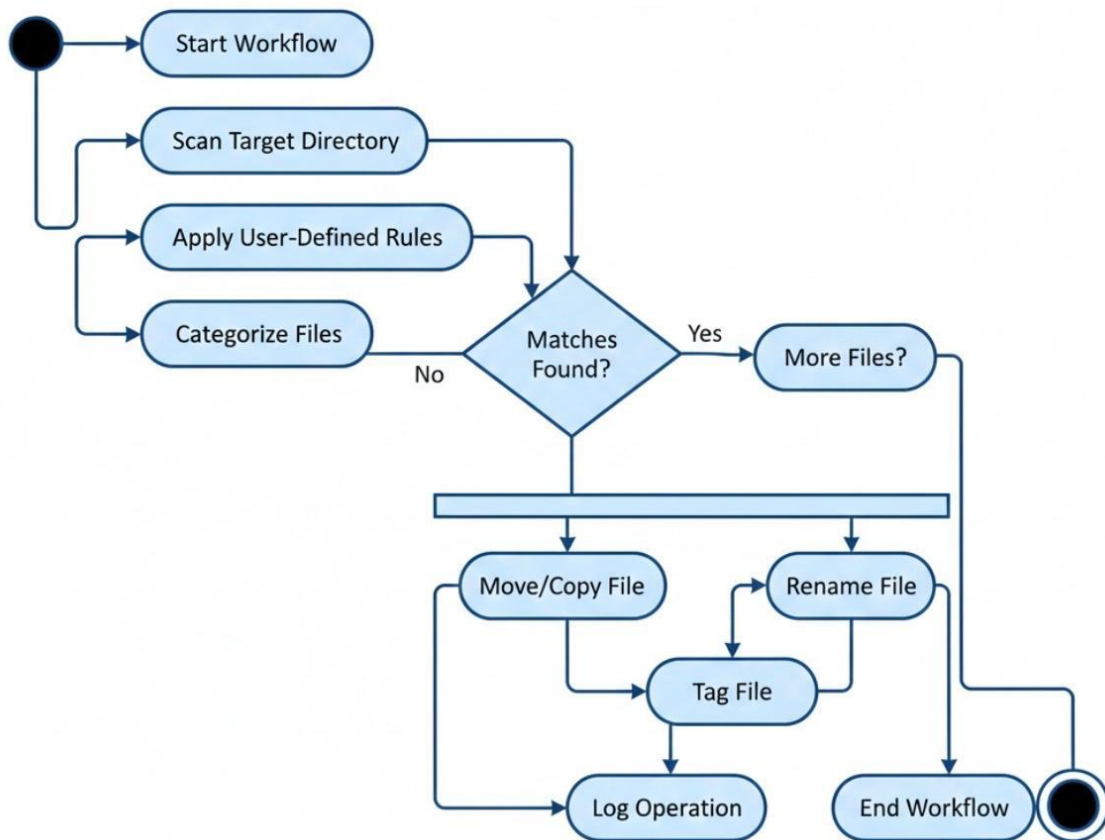 Start Workflow
Scan Target Directory
Apply User-Defined Rules
Categorize Files
No
Matches
Found?
Yes
More Files?
Move/Copy File
Rename File
Tag File
Log Operation
End Workflow